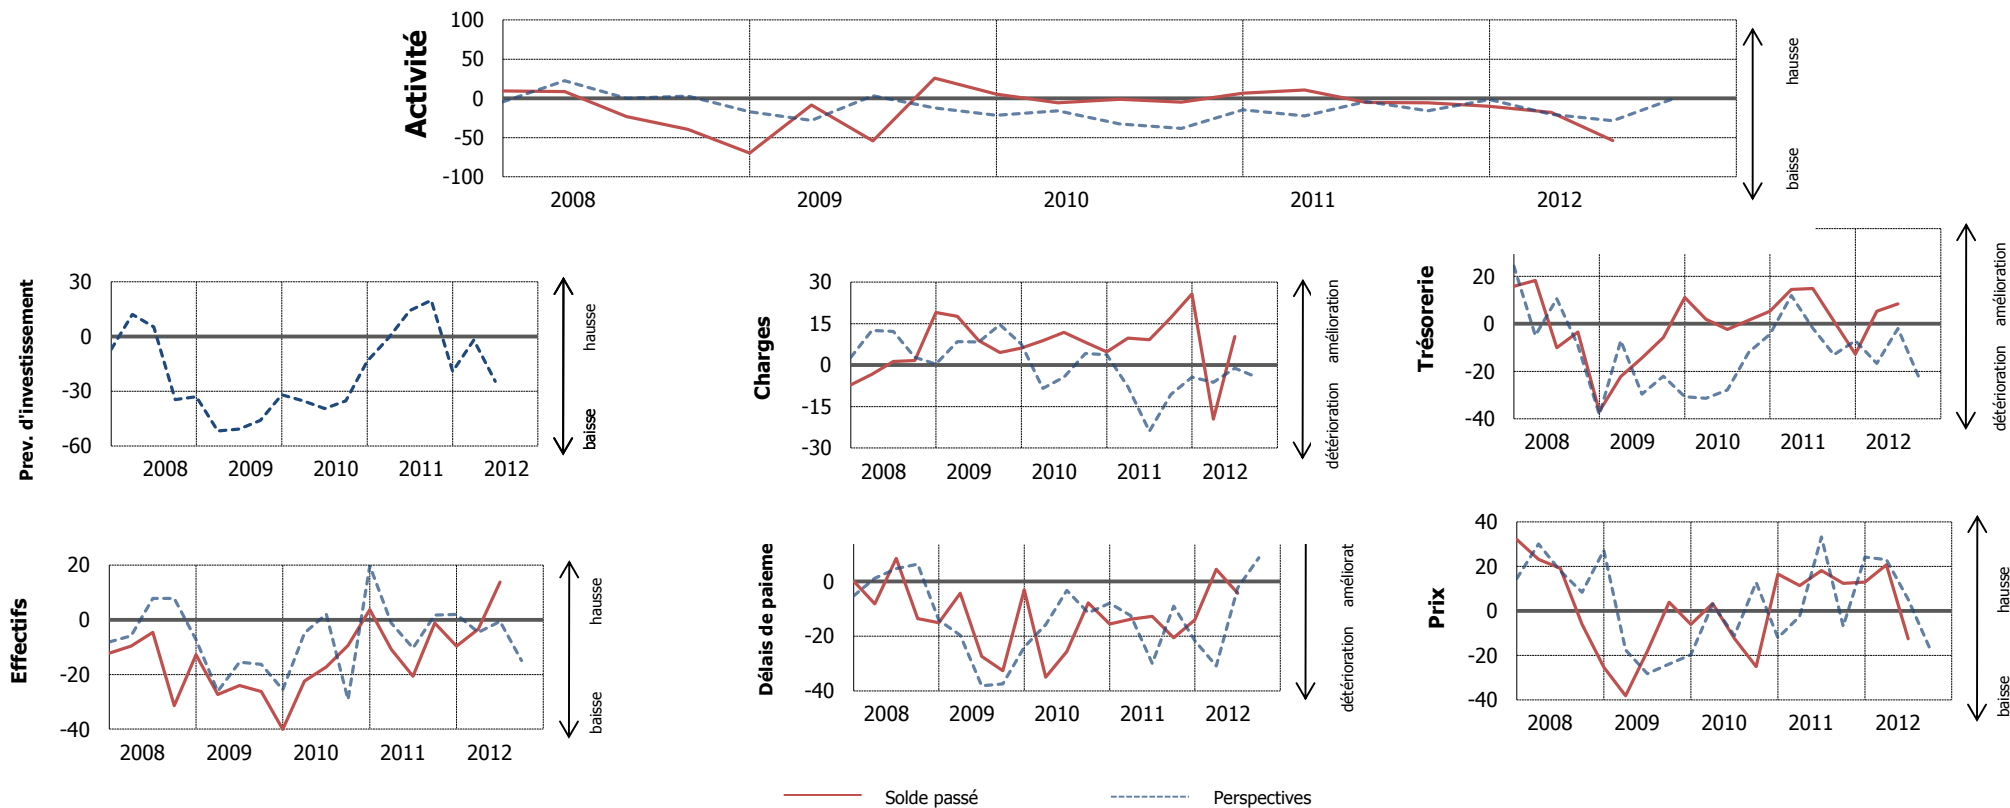 Activité
100
50
0
-50
-100
2008
2009
2010
2011
2012
hausse
baisse
Prev. d'investissement
30
0
-30
-60
2008
2009
2010
2011
2012
hausse
baisse
Charges
30
15
0
-15
-30
2008
2009
2010
2011
2012
amélioration
détérioration
Trésorerie
20
0
-20
-40
2008
2009
2010
2011
2012
amélioration
détérioration
Effectifs
20
0
-20
-40
2008
2009
2010
2011
2012
hausse
baisse
Délais de paieme
0
-20
-40
2008
2009
2010
2011
2012
améliorat
détérioration
Prix
40
20
0
-20
-40
2008
2009
2010
2011
2012
hausse
baisse
Solde passé
Perspectives